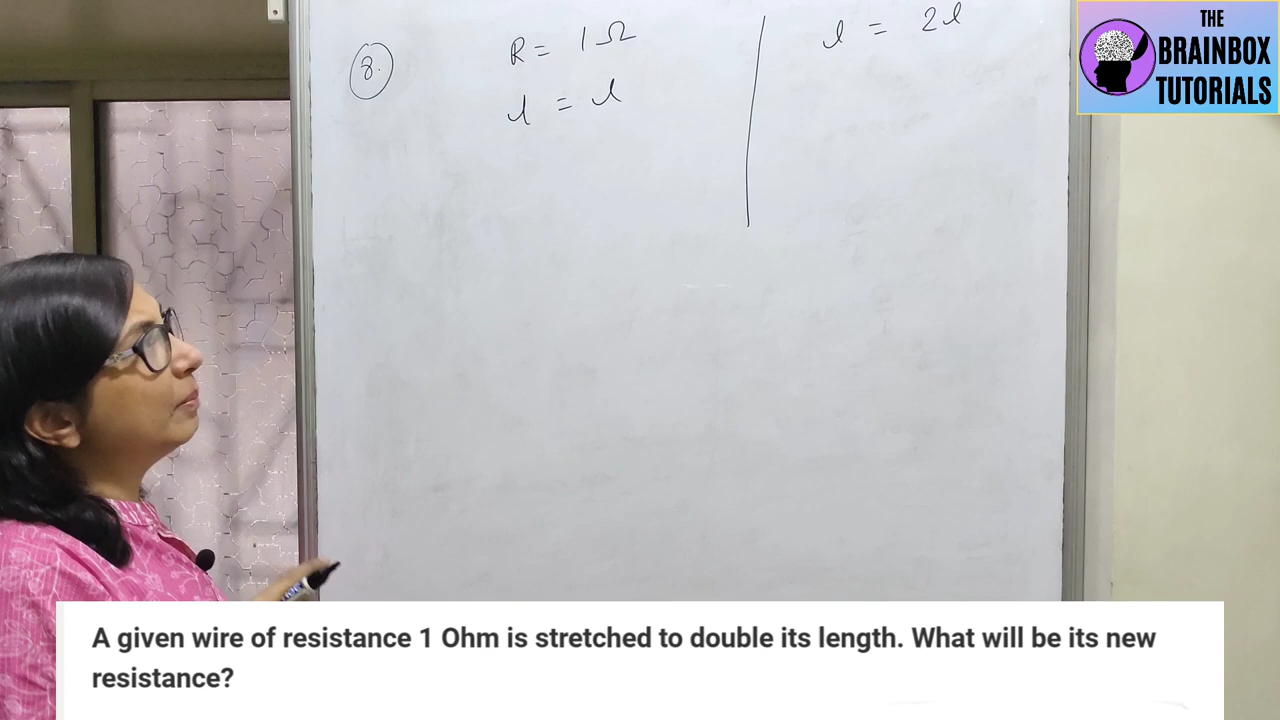 8.
R = 1 Ω
l = l
l = 2l
THE
BRAINBOX
TUTORIALS
A given wire of resistance 1 Ohm is stretched to double its length. What will be its new
resistance?